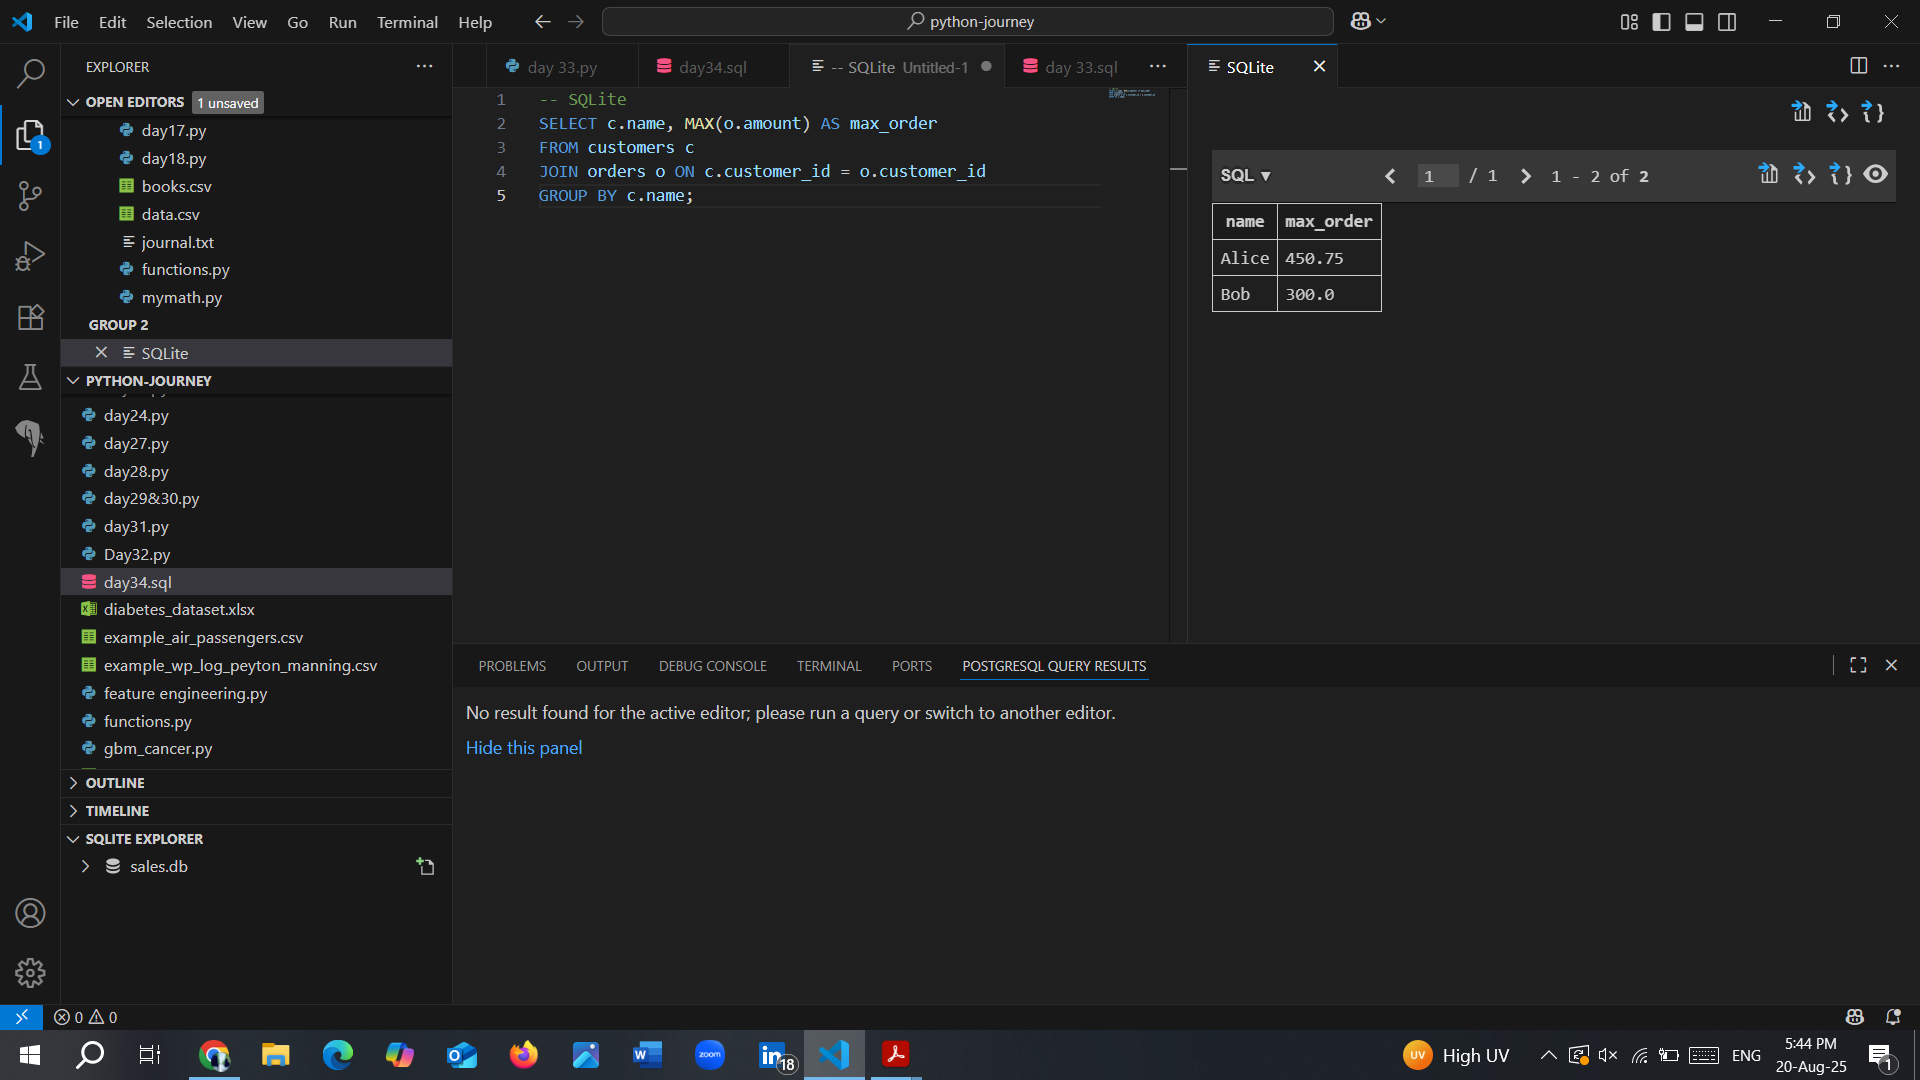 File Edit Selection View Go Run Terminal Help
python-journey
EXPLORER
OPEN EDITORS 1 unsaved
day17.py
day18.py
books.csv
data.csv
journal.txt
functions.py
mymath.py
GROUP 2
SQLite
PYTHON-JOURNEY
day24.py
day27.py
day28.py
day29&30.py
day31.py
Day32.py
day34.sql
diabetes_dataset.xlsx
example_air_passengers.csv
example_wp_log_peyton_manning.csv
feature engineering.py
functions.py
gbm_cancer.py
OUTLINE
TIMELINE
SQLITE EXPLORER
sales.db
1
day 33.py
day34.sql
-- SQLite Untitled-1
day 33.sql
1 -- SQLite
2 SELECT c.name, MAX(o.amount) AS max_order
3 FROM customers c
4 JOIN orders o ON c.customer_id = o.customer_id
5 GROUP BY c.name;
SQLite
SQL ▼ 1 / 1 1 - 2 of 2
name max_order
Alice 450.75
Bob 300.0
PROBLEMS OUTPUT DEBUG CONSOLE TERMINAL PORTS POSTGRESQL QUERY RESULTS
No result found for the active editor; please run a query or switch to another editor.
Hide this panel
0 0
zoom
in 18
UV High UV
ENG
5:44 PM
20-Aug-25
1